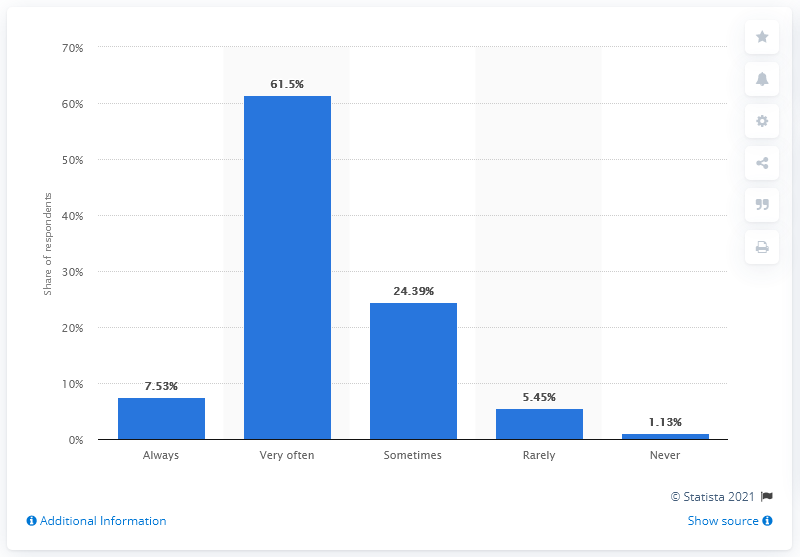 70%
60%
50%
40%
30%
20%
10%
0%
Share of respondents
7.53%
61.5%
24.39%
5.45%
1.13%
Always
Very often
Sometimes
Rarely
Never
© Statista 2021
Additional Information
Show source